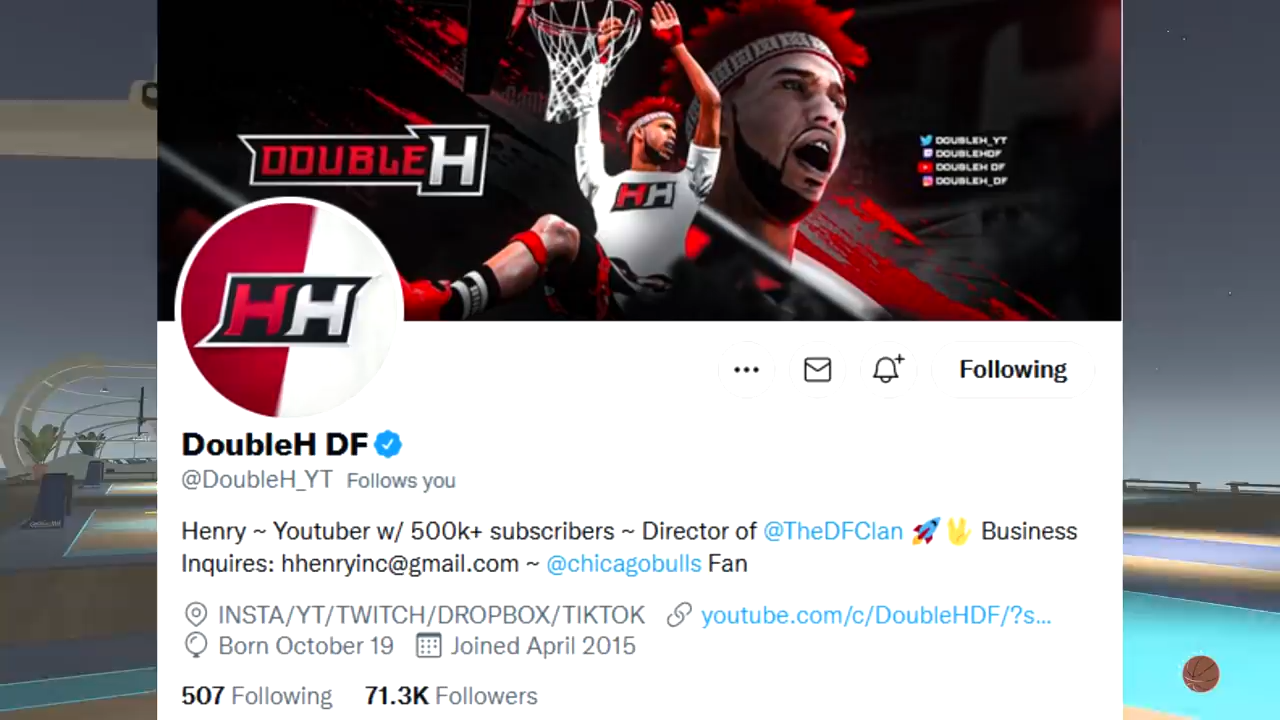 DOUBLEH
DOUBLEH_YT
DOUBLEHDF
DOUBLEH DF
DOUBLEH_DF
HH
HH
Following
DoubleH DF
@DoubleH_YT Follows you
Henry ~ Youtuber w/ 500k+ subscribers ~ Director of @TheDFClan 🚀🖖 Business
Inquires: hhenryinc@gmail.com ~ @chicagobulls Fan
INSTA/YT/TWITCH/DROPBOX/TIKTOK youtube.com/c/DoubleHDF/?s...
Born October 19 Joined April 2015
507 Following 71.3K Followers